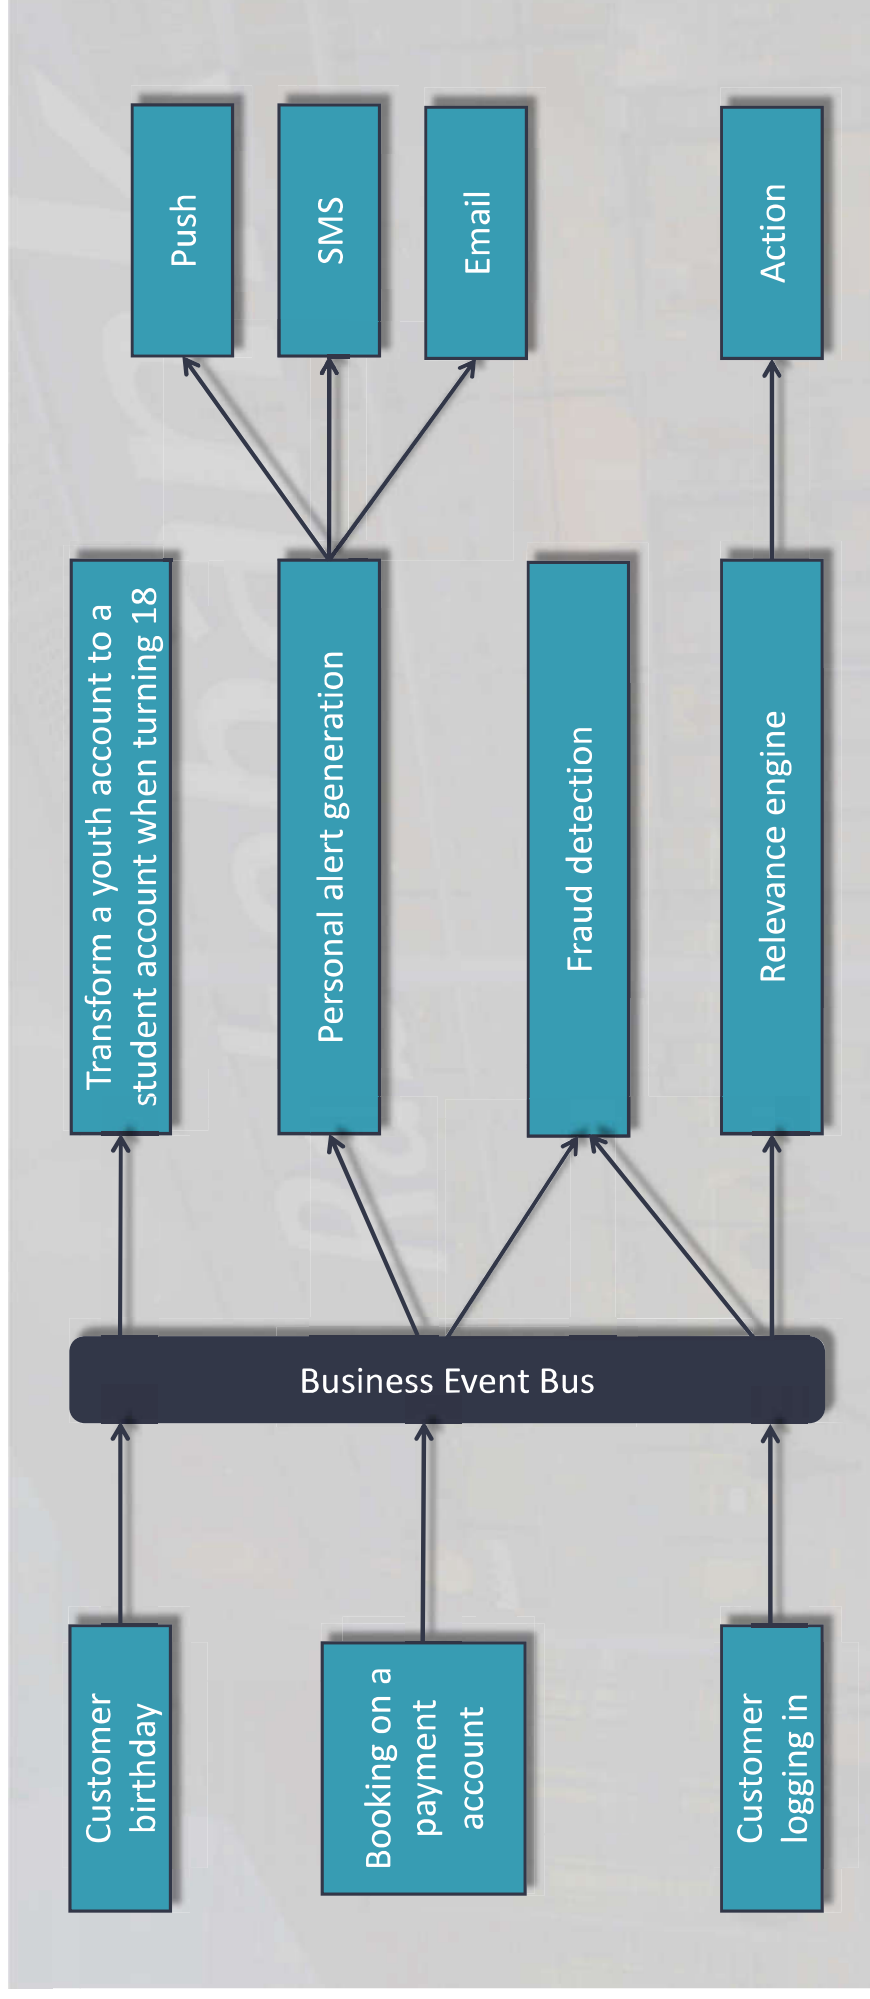 Customer
birthday
Booking on a
payment
account
Customer
logging in
Business Event Bus
Transform a youth account to a
student account when turning 18
Personal alert generation
Fraud detection
Relevance engine
Push
SMS
Email
Action